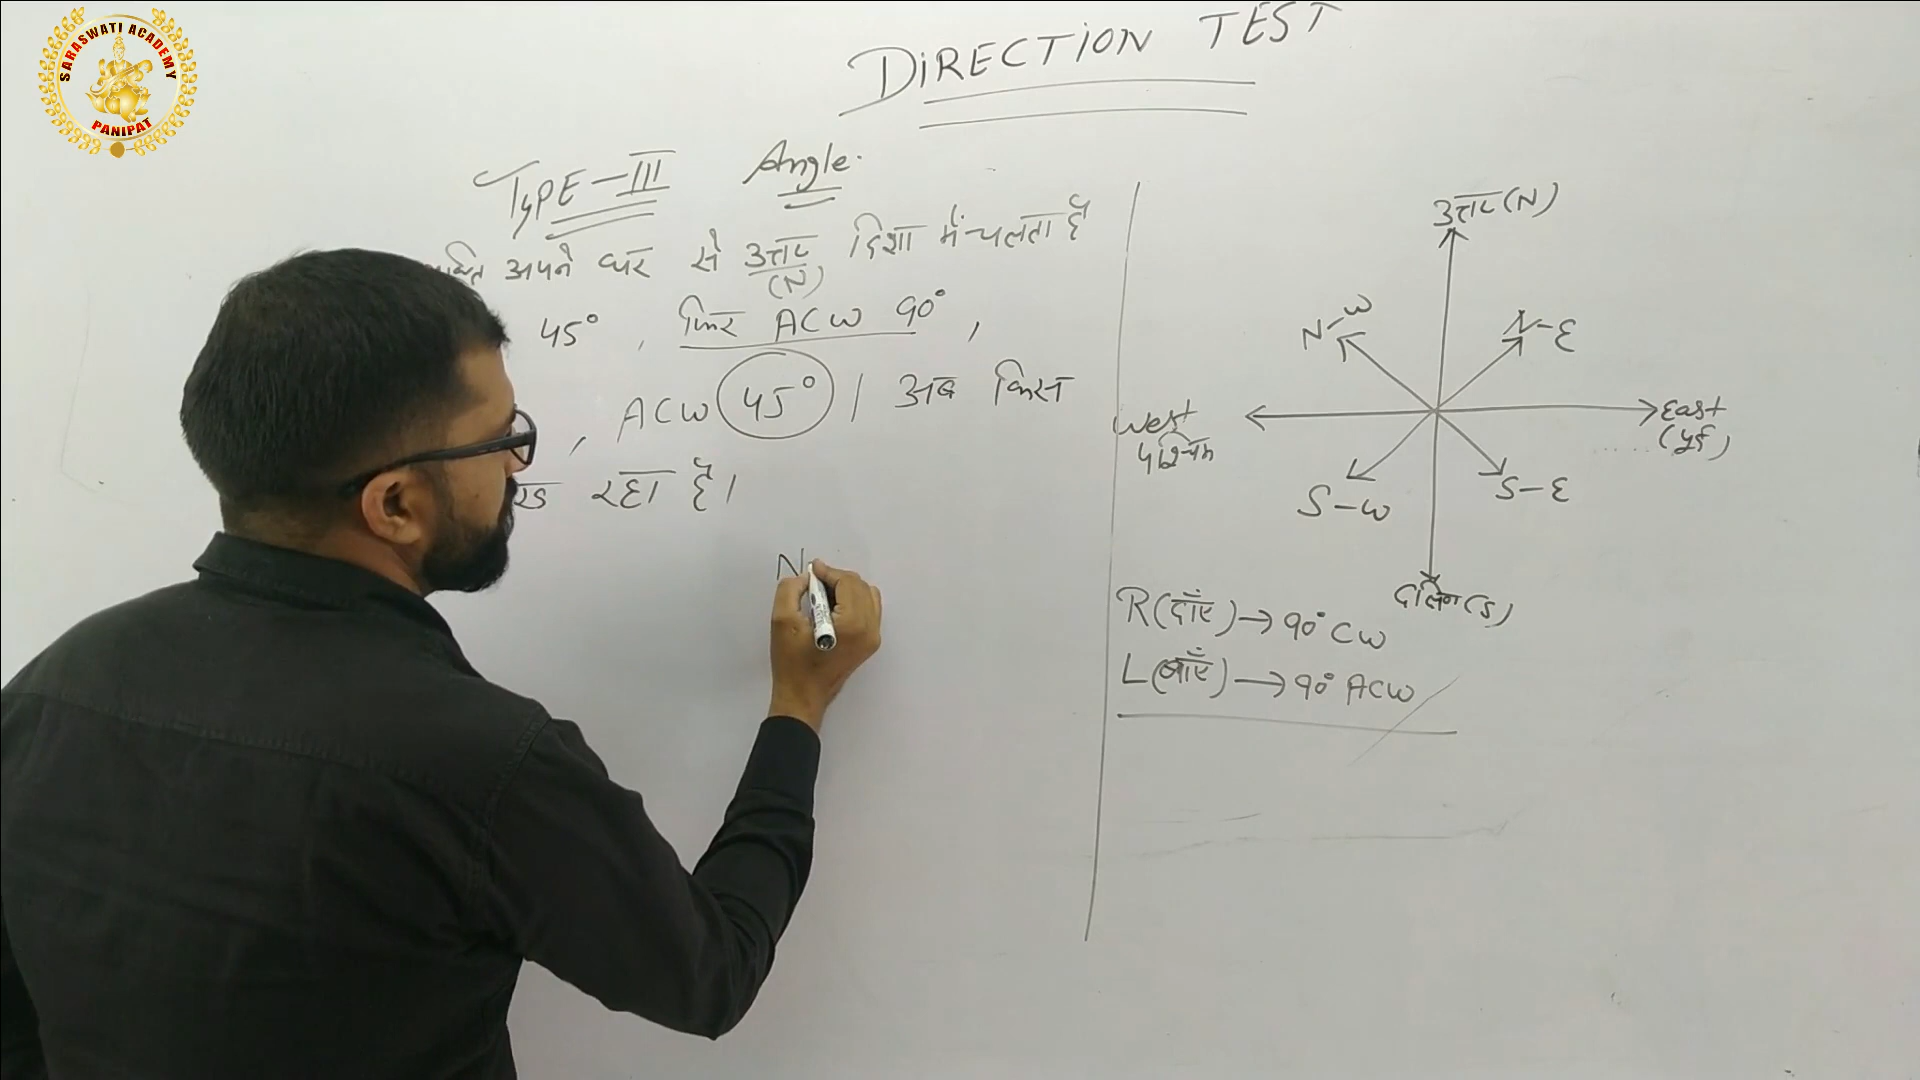 SARASWATI ACADEMY
PANIPAT
DIRECTION TEST
TYPE-III Angle.
अपने घर से उत्तर दिशा में चलता है
(N)
45° , फिर ACW 90° ,
, ACW 45° | अब किस
रहा है।
N
उत्तर (N)
N-W
N-E
West
पश्चिम
East
(पूर्व)
S-W
S-E
R(दाँए) → 90° CW
L(बाँए) → 90° ACW